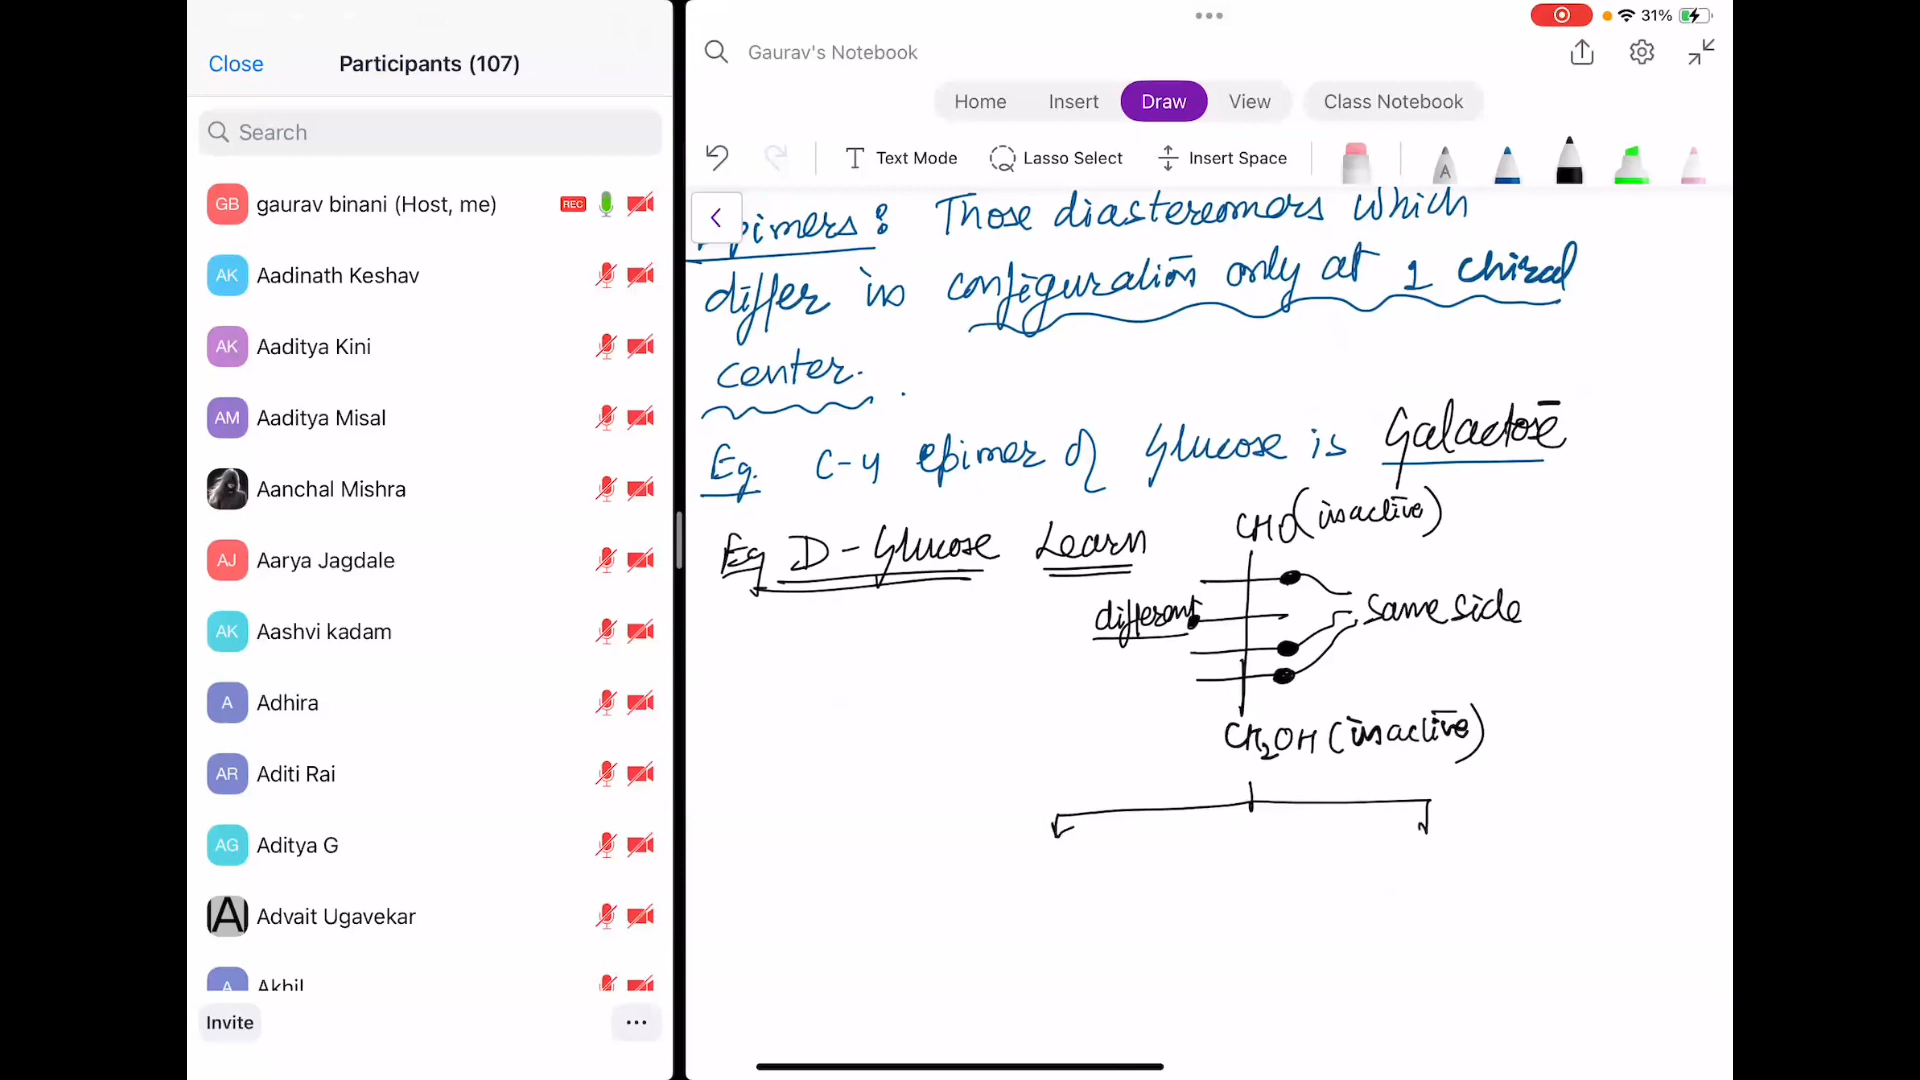 31%
Close
Participants (107)
Search
GB
gaurav binani (Host, me)
REC
AK
Aadinath Keshav
AK
Aaditya Kini
AM
Aaditya Misal
Aanchal Mishra
AJ
Aarya Jagdale
AK
Aashvi kadam
A
Adhira
AR
Aditi Rai
AG
Aditya G
A
Advait Ugavekar
A
Akhil
Invite
Gaurav's Notebook
Home Insert Draw View Class Notebook
T Text Mode Lasso Select Insert Space
A
pimers: Those diastereomers which
differ in configuration only at 1 chiral
center.
Eg. C-4 epimer of Glucose is Galactose
Eg D-Glucose Learn
CHO (inactive)
different
same side
CH₂OH (inactive)